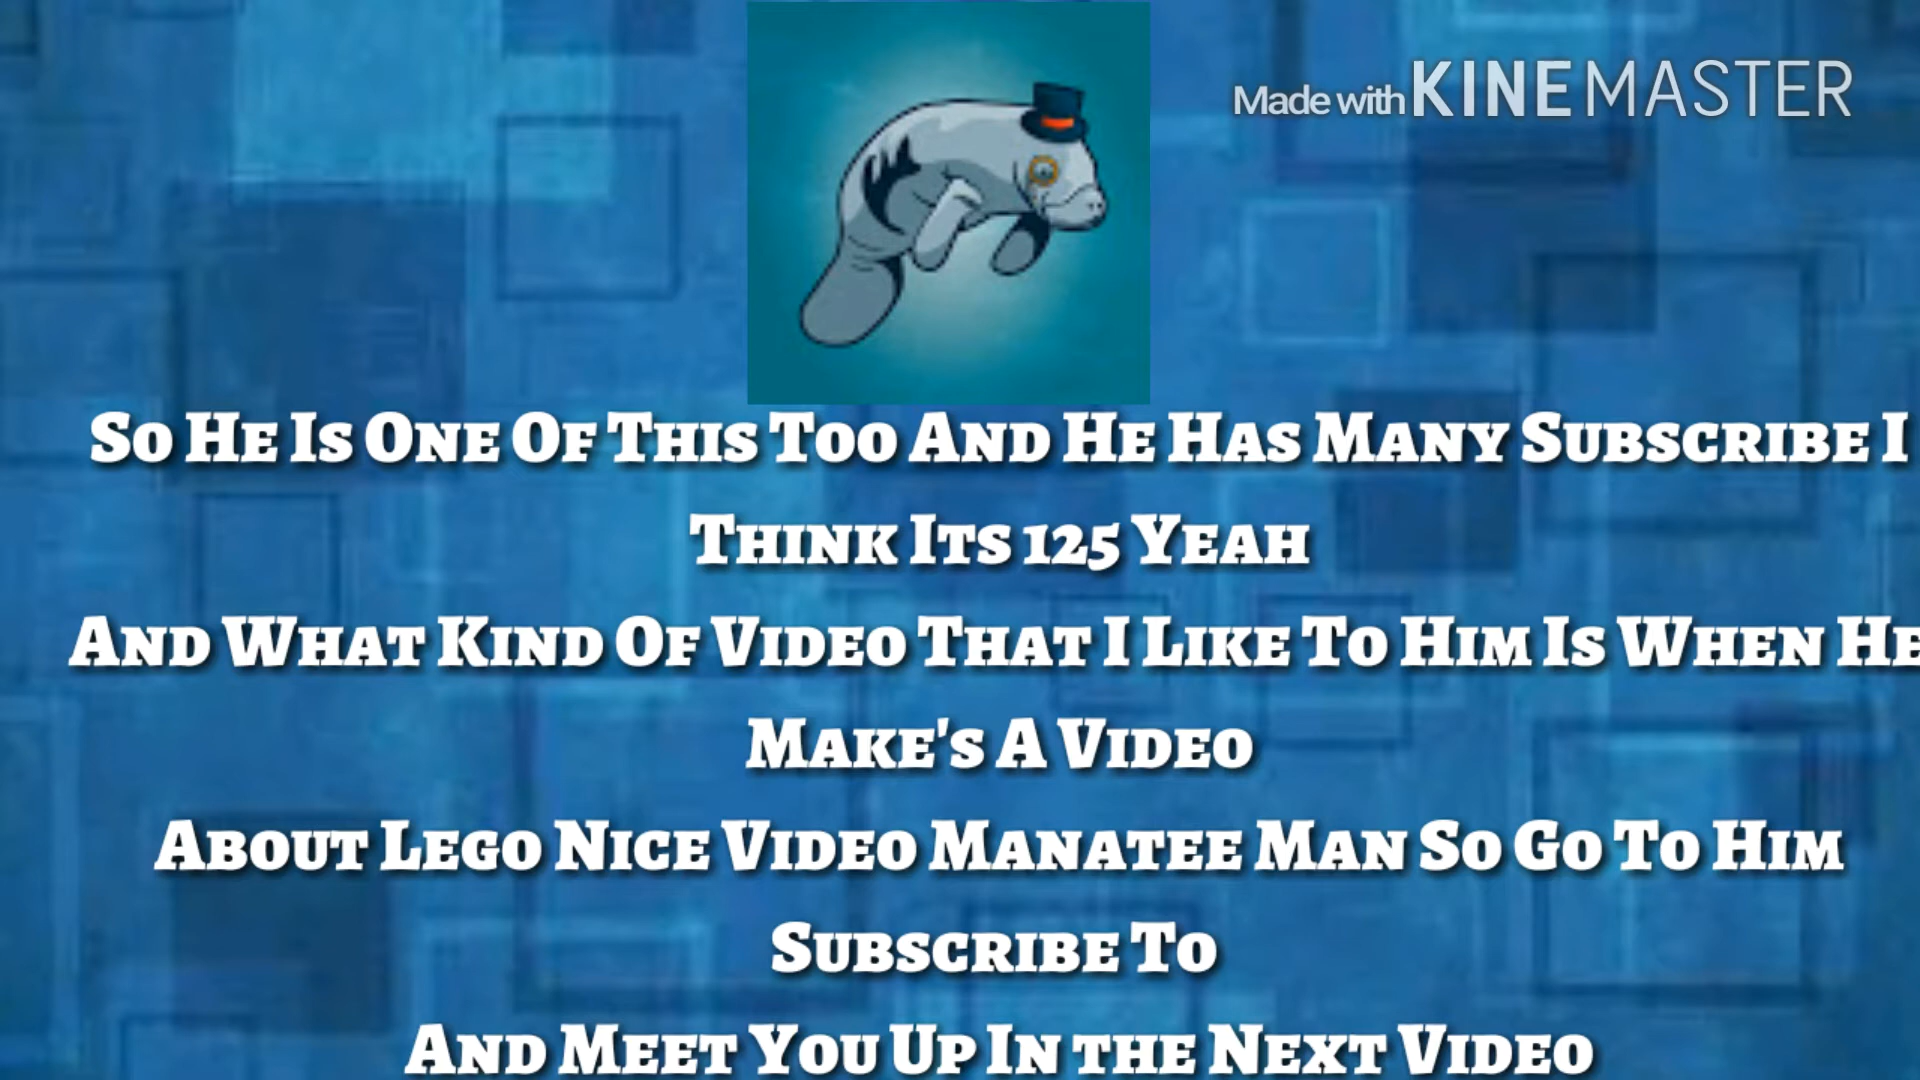 Made with KINEMASTER
So He Is One Of This Too And He Has Many Subscribe I
Think Its 125 Yeah
And What Kind Of Video That I Like To Him Is When He
Make's A Video
About Lego Nice Video Manatee Man So Go To Him
Subscribe To
And Meet You Up In the Next Video